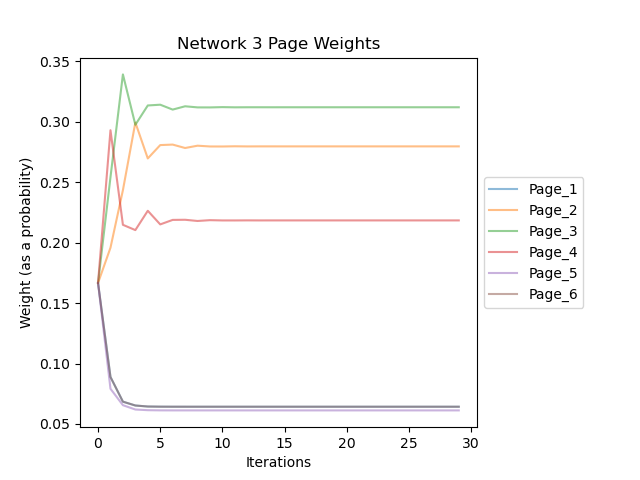 Network 3 Page Weights
Weight (as a probability)
0.35
0.30
0.25
0.20
0.15
0.10
0.05
0 5 10 15 20 25 30
Iterations
Page_1
Page_2
Page_3
Page_4
Page_5
Page_6